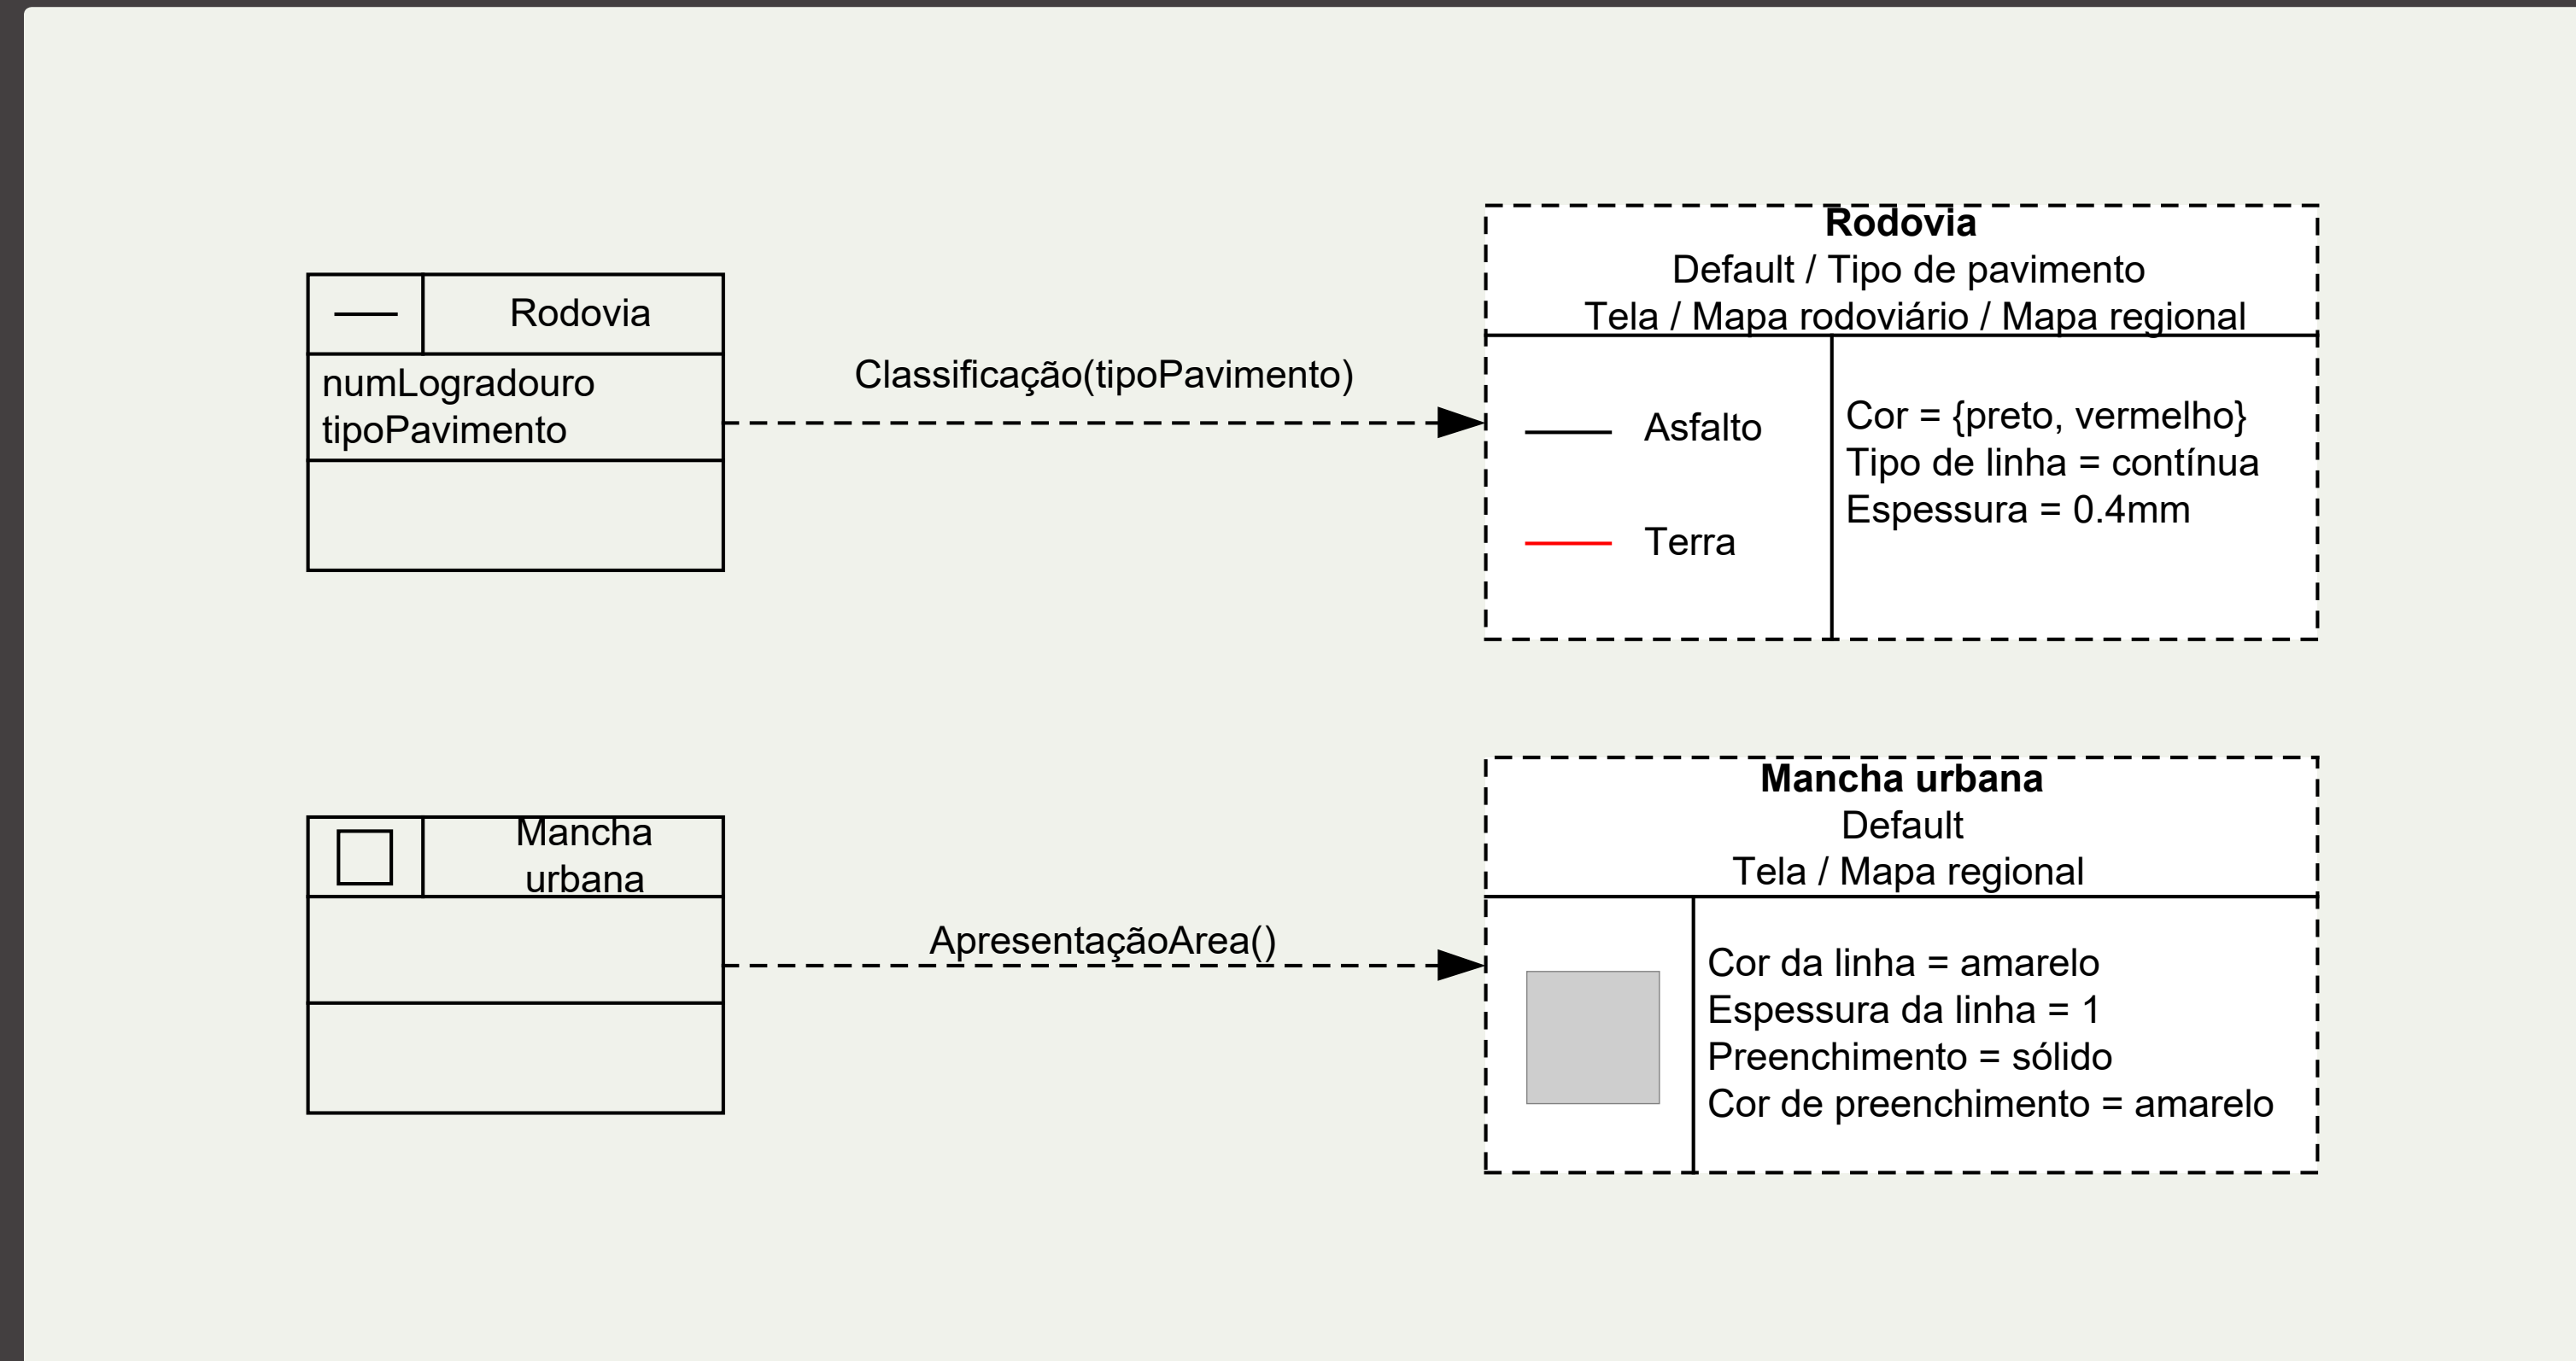 Rodovia
numLogradouro
tipoPavimento
Classificação(tipoPavimento)
Rodovia
Default / Tipo de pavimento
Tela / Mapa rodoviário / Mapa regional
Asfalto
Terra
Cor = {preto, vermelho}
Tipo de linha = contínua
Espessura = 0.4mm
Mancha
urbana
ApresentaçãoArea()
Mancha urbana
Default
Tela / Mapa regional
Cor da linha = amarelo
Espessura da linha = 1
Preenchimento = sólido
Cor de preenchimento = amarelo